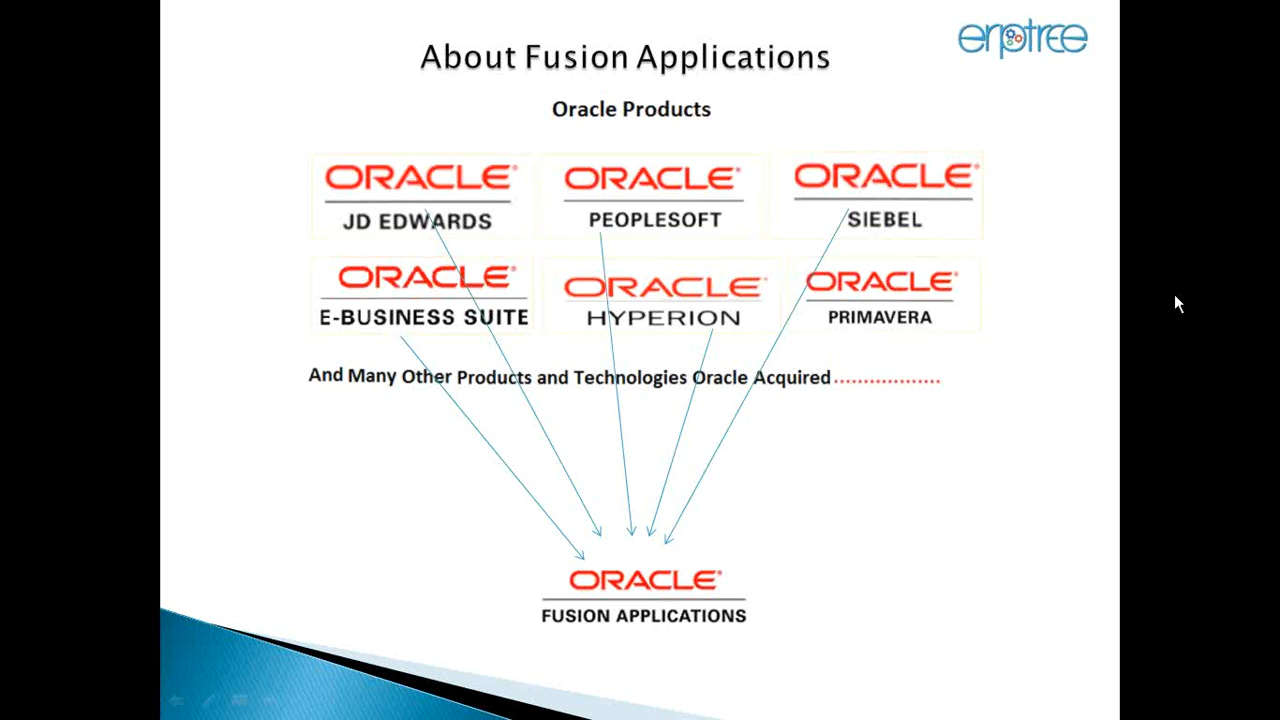 erptree
About Fusion Applications
Oracle Products
ORACLE®
JD EDWARDS
ORACLE®
PEOPLESOFT
ORACLE®
SIEBEL
ORACLE®
E-BUSINESS SUITE
ORACLE®
HYPERION
ORACLE®
PRIMAVERA
And Many Other Products and Technologies Oracle Acquired..................
ORACLE®
FUSION APPLICATIONS